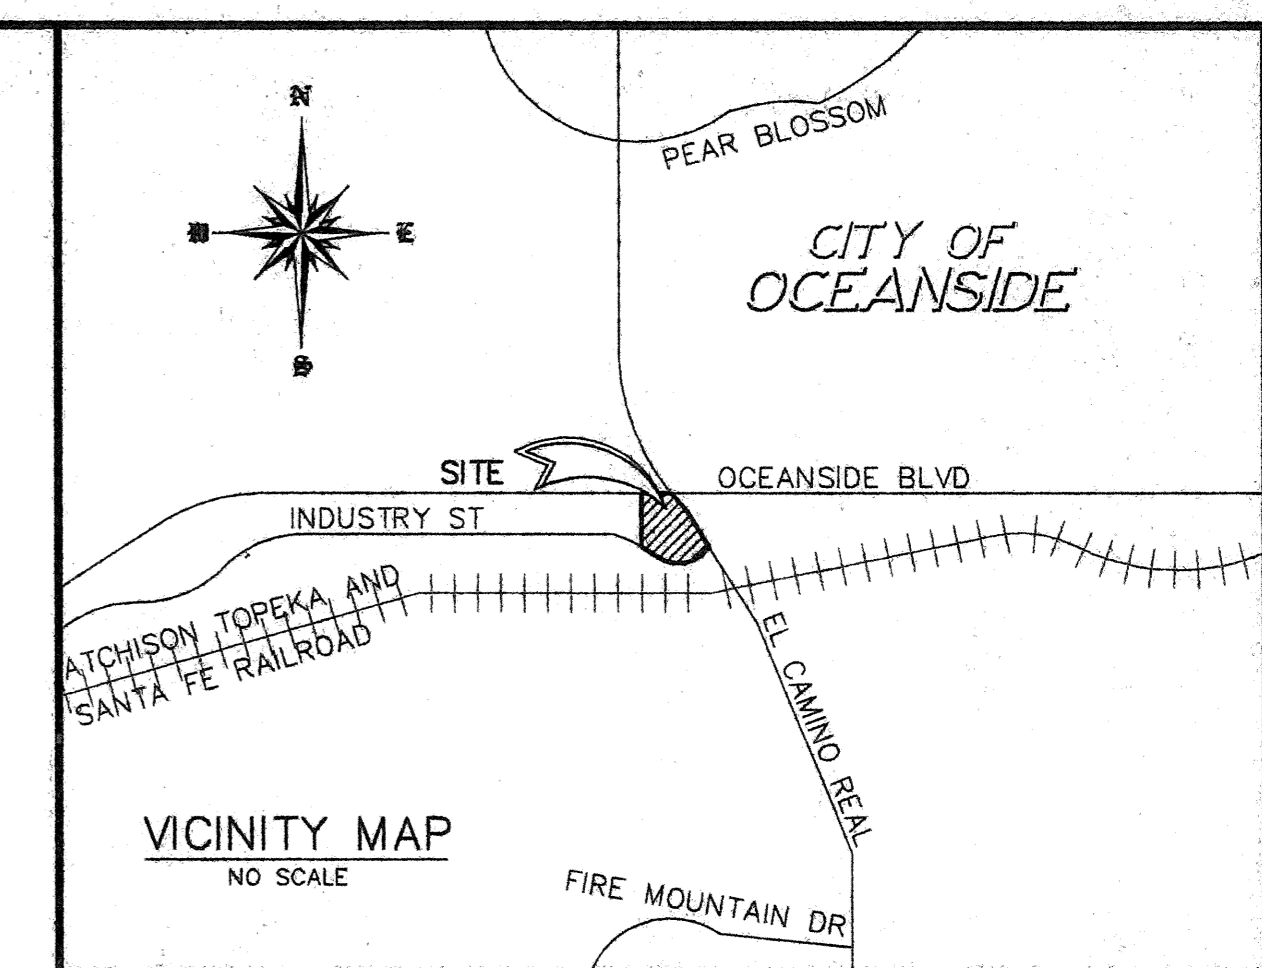 N
PEAR BLOSSOM
W
E
CITY OF
OCEANSIDE
S
SITE
OCEANSIDE BLVD
INDUSTRY ST
ATCHISON TOPEKA AND
SANTA FE RAILROAD
EL CAMINO REAL
VICINITY MAP
NO SCALE
FIRE MOUNTAIN DR